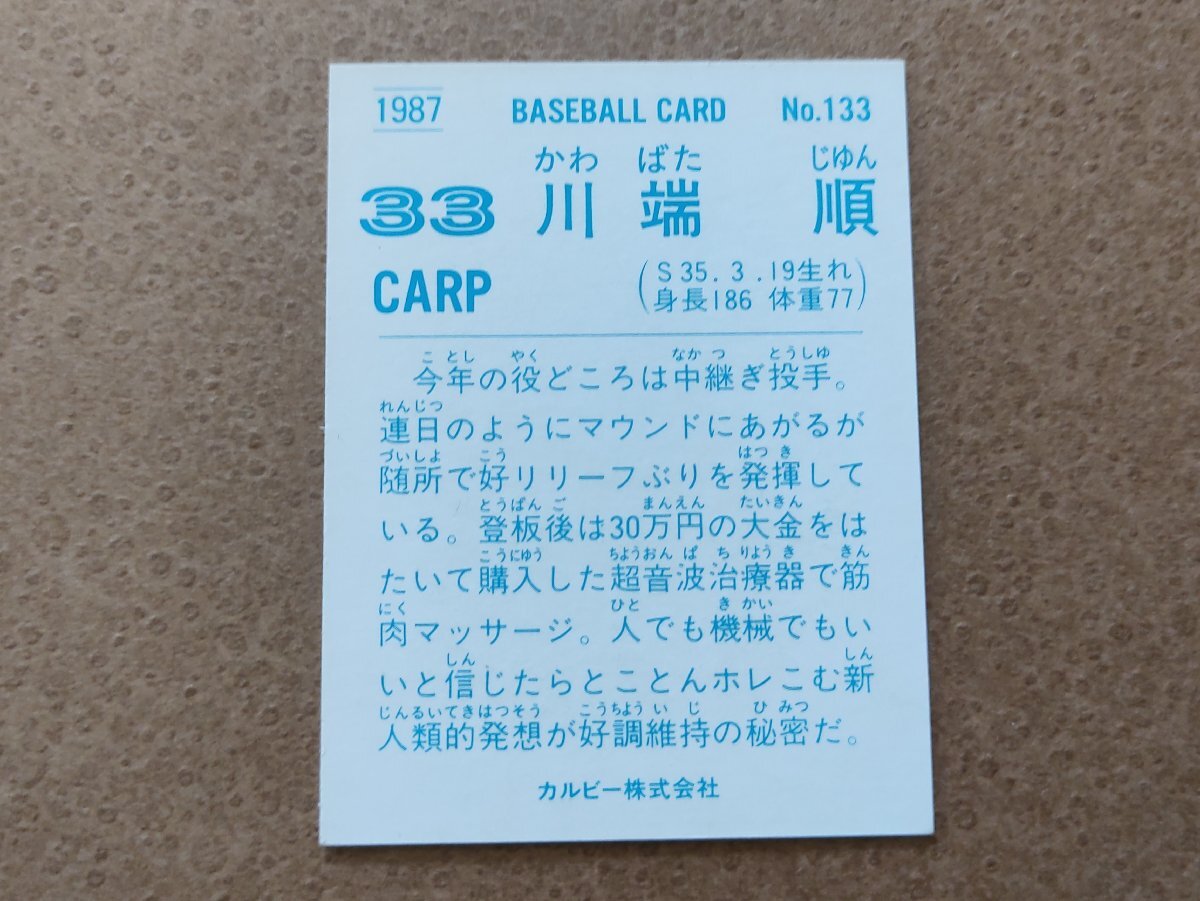 1987 BASEBALL CARD No.133
かわ ばた じゆん
33 川端 順
CARP
(S35.3.19生れ
身長186 体重77)
こ とし やく なか つ とうしゆ
今年の役どころは中継ぎ投手。
れんじつ
連日のようにマウンドにあがるが
づいしよ こう はつ き
随所で好リリーフぶりを発揮して
とうばん ご まんえん たいきん
いる。登板後は30万円の大金をは
こうにゆう ちようおん ぱ ち りよう き きん
たいて購入した超音波治療器で筋
にく ひと き かい
肉マッサージ。人でも機械でもい
しん しん
いと信じたらとことんホレこむ新
じんるいてきはつそう こうちよう い じ ひ みつ
人類的発想が好調維持の秘密だ。
カルビー株式会社